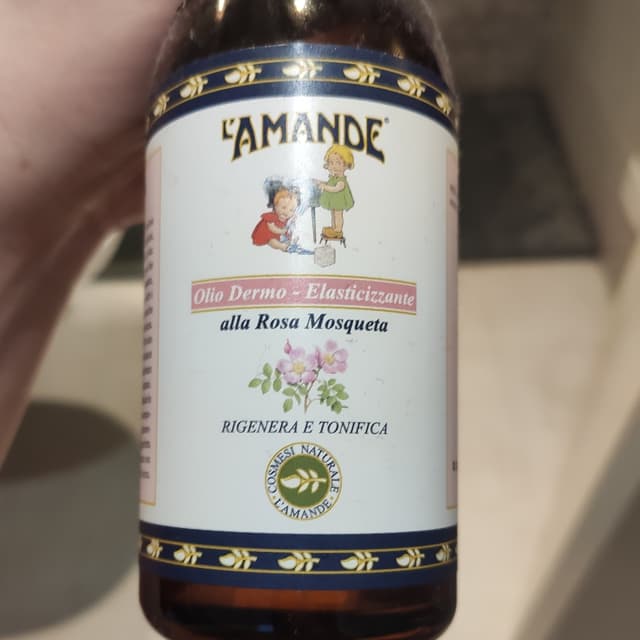 L'AMANDE®
Olio Dermo - Elasticizzante
alla Rosa Mosqueta
RIGENERA E TONIFICA
COSMESI NATURALE
L'AMANDE